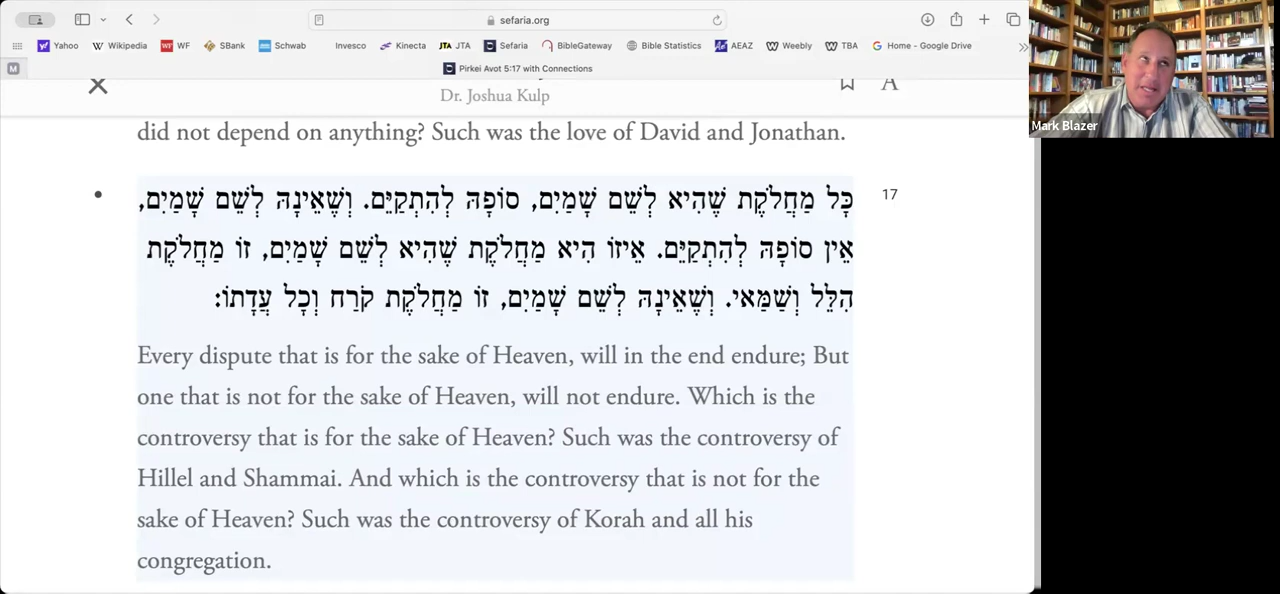 sefaria.org
Yahoo
Wikipedia
WF WF
SBank
Schwab
Invesco
Kinecta
JTA JTA
Sefaria
BibleGateway
Bible Statistics
AEAZ
Weebly
TBA
Home - Google Drive
M
Pirkei Avot 5:17 with Connections
A
Dr. Joshua Kulp
Mark Blazer
did not depend on anything? Such was the love of David and Jonathan.
כָּל מַחֲלֹקֶת שֶׁהִיא לְשֵׁם שָׁמַיִם, סוֹפָהּ לְהִתְקַיֵּם. וְשֶׁאֵינָהּ לְשֵׁם שָׁמַיִם,
17
אֵין סוֹפָהּ לְהִתְקַיֵּם. אֵיזוֹ הִיא מַחֲלֹקֶת שֶׁהִיא לְשֵׁם שָׁמַיִם, זוֹ מַחֲלֹקֶת
הִלֵּל וְשַׁמַּאי. וְשֶׁאֵינָהּ לְשֵׁם שָׁמַיִם, זוֹ מַחֲלֹקֶת קֹרַח וְכָל עֲדָתוֹ:
Every dispute that is for the sake of Heaven, will in the end endure; But
one that is not for the sake of Heaven, will not endure. Which is the
controversy that is for the sake of Heaven? Such was the controversy of
Hillel and Shammai. And which is the controversy that is not for the
sake of Heaven? Such was the controversy of Korah and all his
congregation.